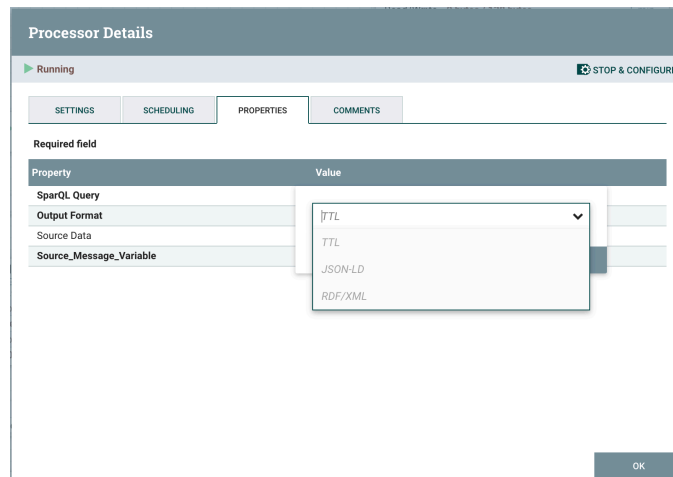 Processor Details
Running
STOP & CONFIGUR
SETTINGS SCHEDULING PROPERTIES COMMENTS
Required field
Property Value
SparQL Query
Output Format TTL
Source Data TTL
Source_Message_Variable
JSON-LD
RDF/XML
OK